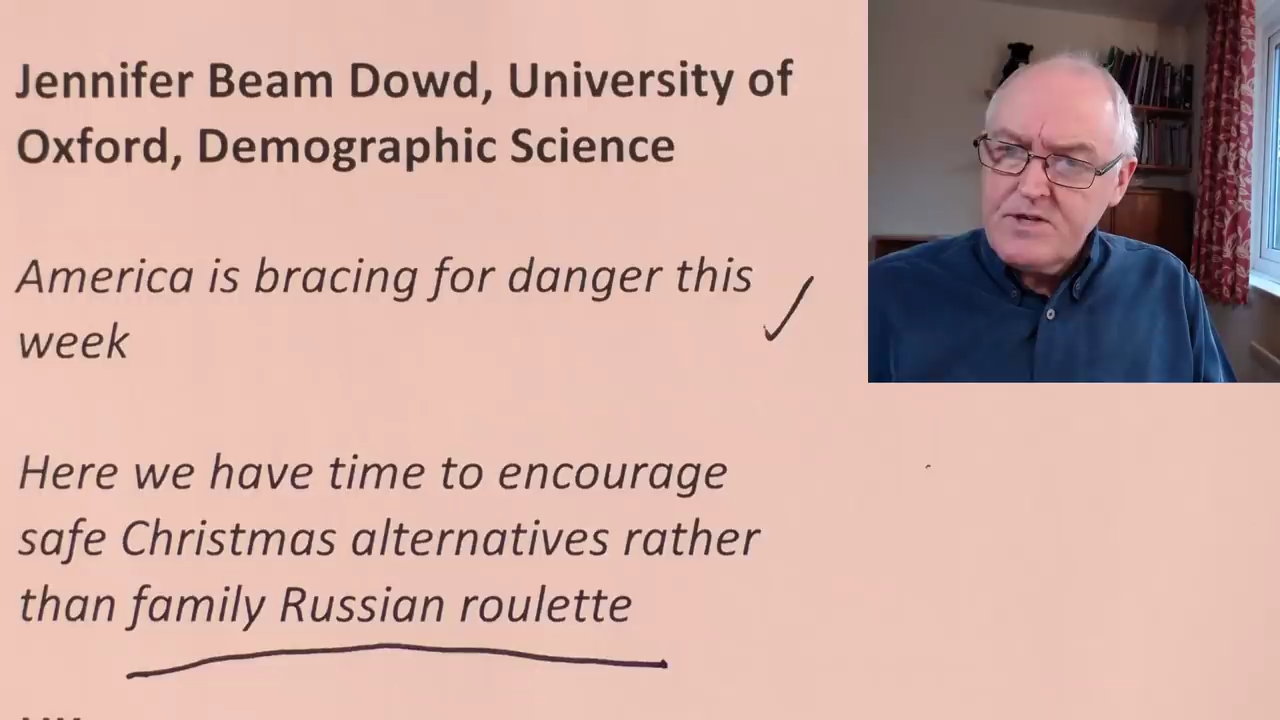 Jennifer Beam Dowd, University of
Oxford, Demographic Science
America is bracing for danger this
week
Here we have time to encourage
safe Christmas alternatives rather
than family Russian roulette